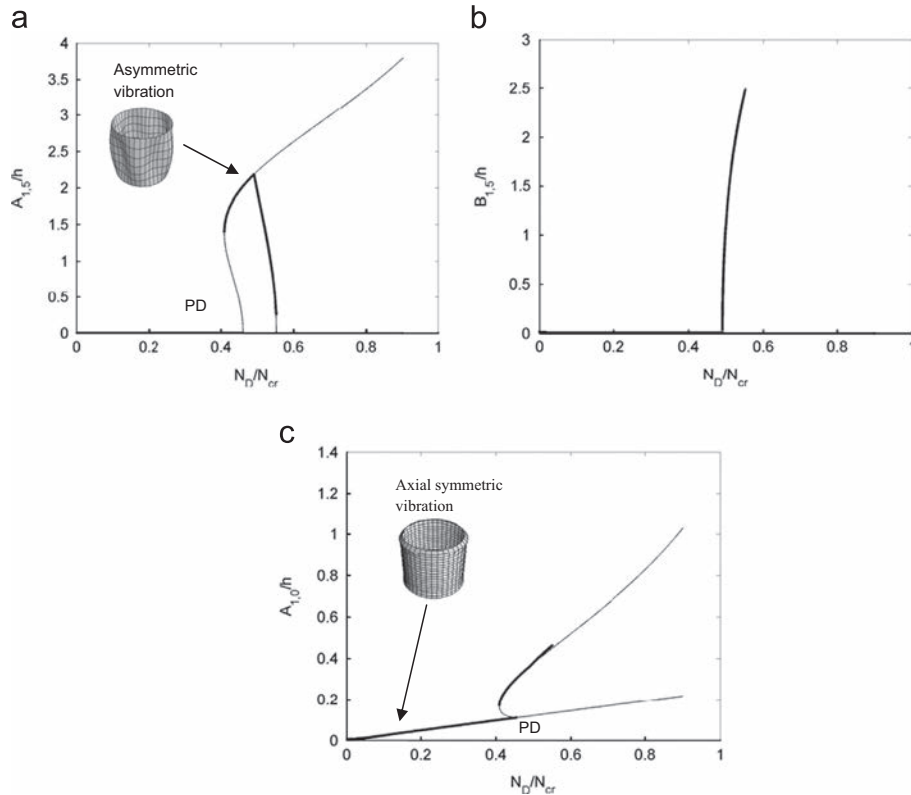 a
4
3.5
3
2.5
2
1.5
1
0.5
0
Asymmetric
vibration
PD
A1,5/h
0 0.2 0.4 0.6 0.8 1
ND/Ncr
b
3
2.5
2
1.5
1
0.5
0
B1,5/h
0 0.2 0.4 0.6 0.8 1
ND/Ncr
c
1.4
1.2
1
0.8
0.6
0.4
0.2
0
Axial symmetric
vibration
PD
A1,0/h
0 0.2 0.4 0.6 0.8 1
ND/Ncr